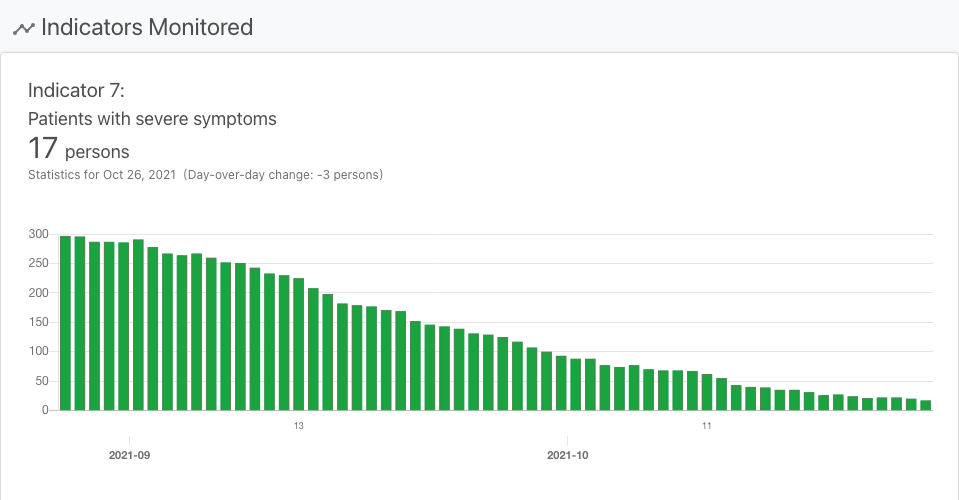 Indicators Monitored
Indicator 7:
Patients with severe symptoms
17 persons
Statistics for Oct 26, 2021 (Day-over-day change: -3 persons)
300
250
200
150
100
50
0
13
11
2021-09
2021-10